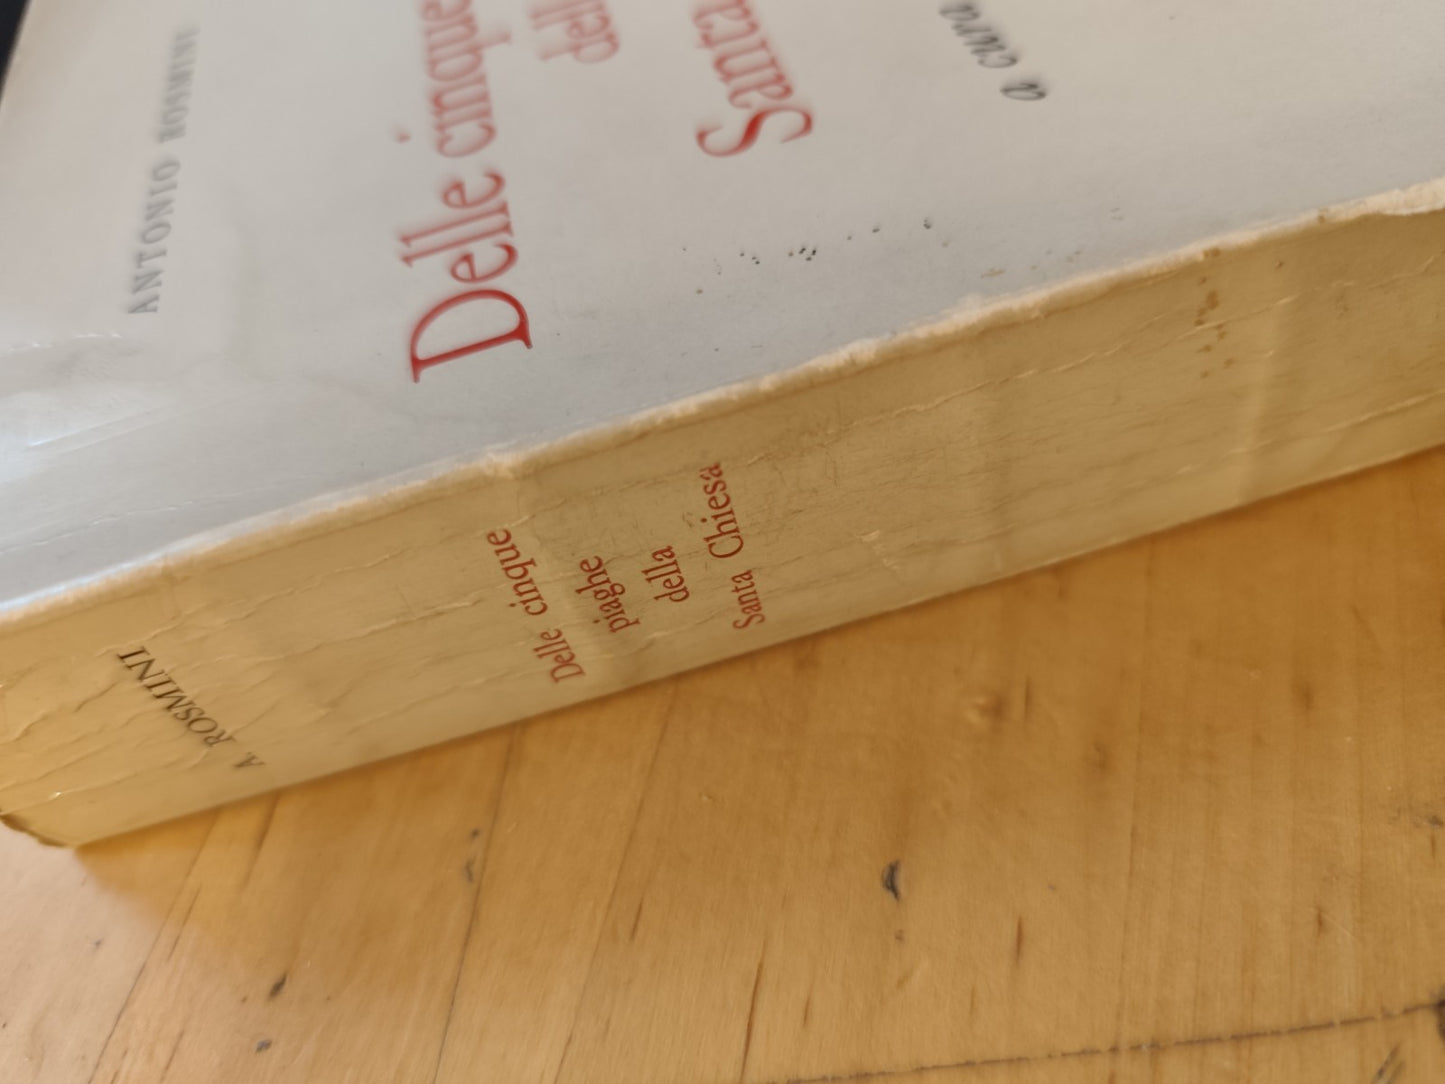 ANTONIO ROSMINI
Delle cinque
dell
Santa
a cura
A. ROSMINI
Delle cinque
piaghe
della
Santa Chiesa